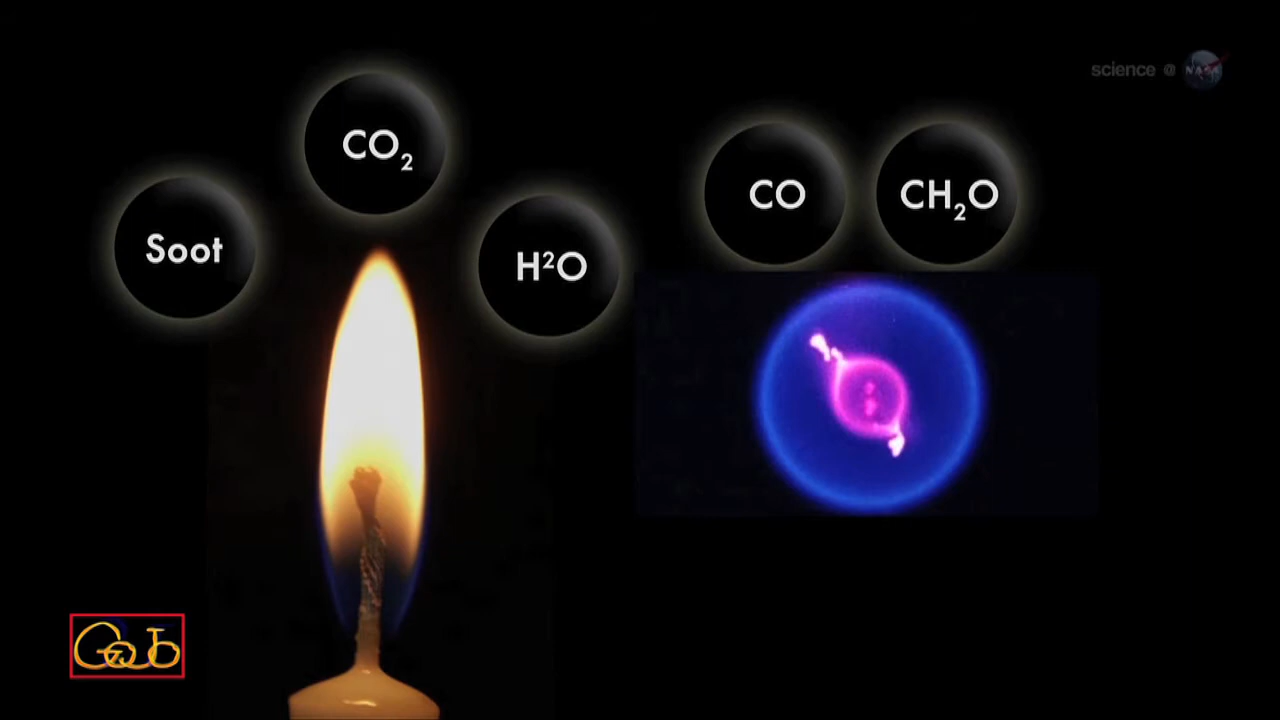 science @ NASA
CO₂
CO
CH₂O
Soot
H²O